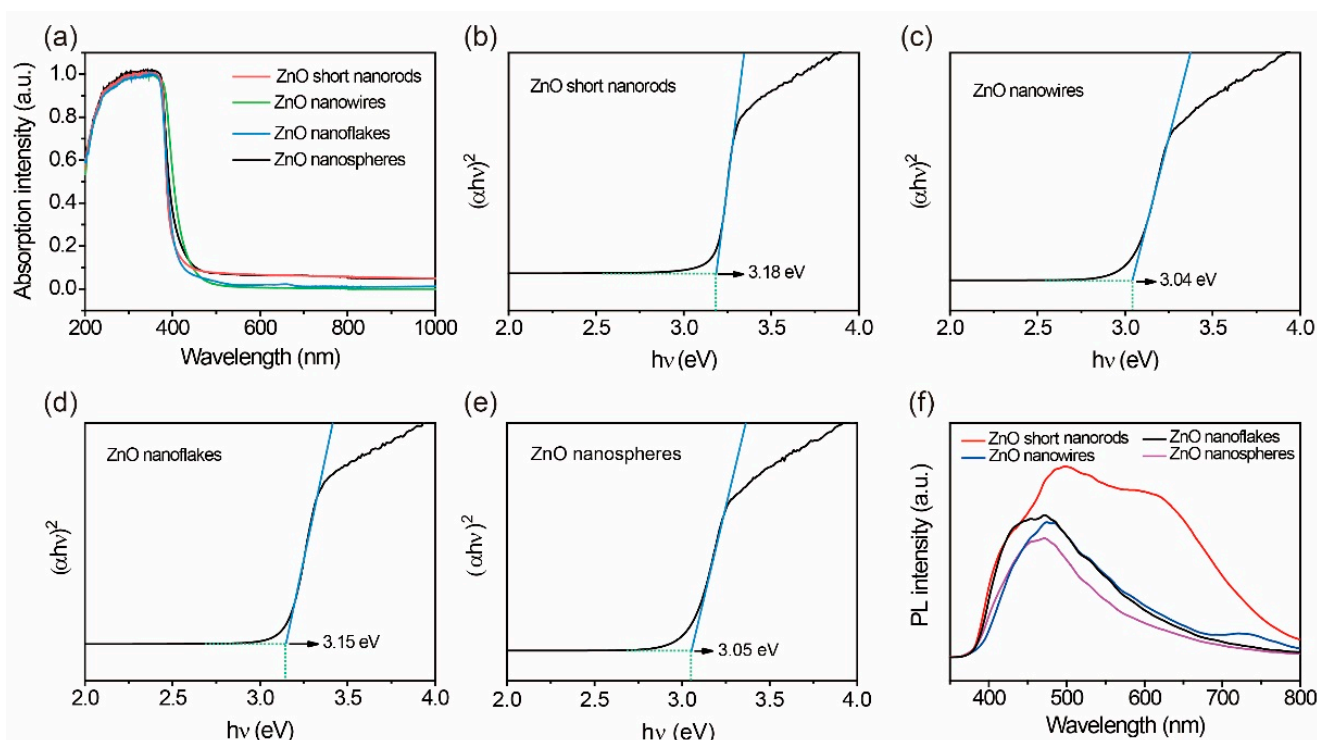 (a)
Absorption intensity (a.u.)
1.0
0.8
0.6
0.4
0.2
0.0
ZnO short nanorods
ZnO nanowires
ZnO nanoflakes
ZnO nanospheres
200 400 600 800 1000
Wavelength (nm)
(b)
ZnO short nanorods
(αhν)²
3.18 eV
2.0 2.5 3.0 3.5 4.0
hν (eV)
(c)
ZnO nanowires
(αhν)²
3.04 eV
2.0 2.5 3.0 3.5 4.0
hν (eV)
(d)
ZnO nanoflakes
(αhν)²
3.15 eV
2.0 2.5 3.0 3.5 4.0
hν (eV)
(e)
ZnO nanospheres
(αhν)²
3.05 eV
2.0 2.5 3.0 3.5 4.0
hν (eV)
(f)
ZnO short nanorods ZnO nanoflakes
ZnO nanowires ZnO nanospheres
PL intensity (a.u.)
400 500 600 700 800
Wavelength (nm)